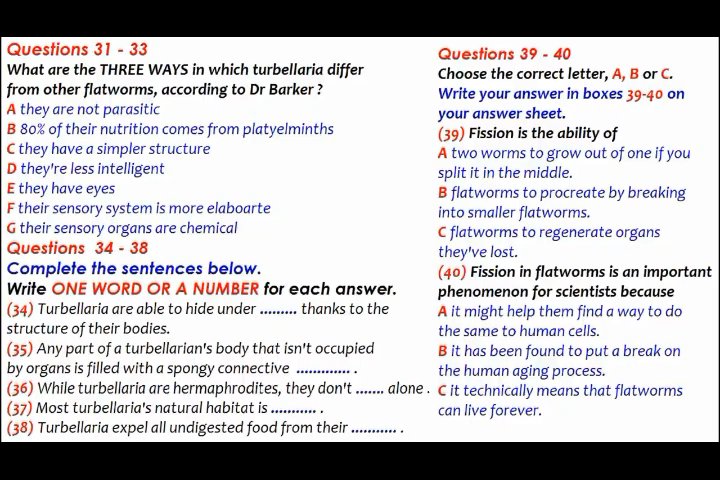 Questions 31 - 33
What are the THREE WAYS in which turbellaria differ
from other flatworms, according to Dr Barker ?
A they are not parasitic
B 80% of their nutrition comes from platyelminths
C they have a simpler structure
D they're less intelligent
E they have eyes
F their sensory system is more elaboarte
G their sensory organs are chemical
Questions 34 - 38
Complete the sentences below.
Write ONE WORD OR A NUMBER for each answer.
(34) Turbellaria are able to hide under ......... thanks to the
structure of their bodies.
(35) Any part of a turbellarian's body that isn't occupied
by organs is filled with a spongy connective ............. .
(36) While turbellaria are hermaphrodites, they don't ....... alone .
(37) Most turbellaria's natural habitat is ........... .
(38) Turbellaria expel all undigested food from their ........... .
Questions 39 - 40
Choose the correct letter, A, B or C.
Write your answer in boxes 39-40 on
your answer sheet.
(39) Fission is the ability of
A two worms to grow out of one if you
split it in the middle.
B flatworms to procreate by breaking
into smaller flatworms.
C flatworms to regenerate organs
they've lost.
(40) Fission in flatworms is an important
phenomenon for scientists because
A it might help them find a way to do
the same to human cells.
B it has been found to put a break on
the human aging process.
C it technically means that flatworms
can live forever.